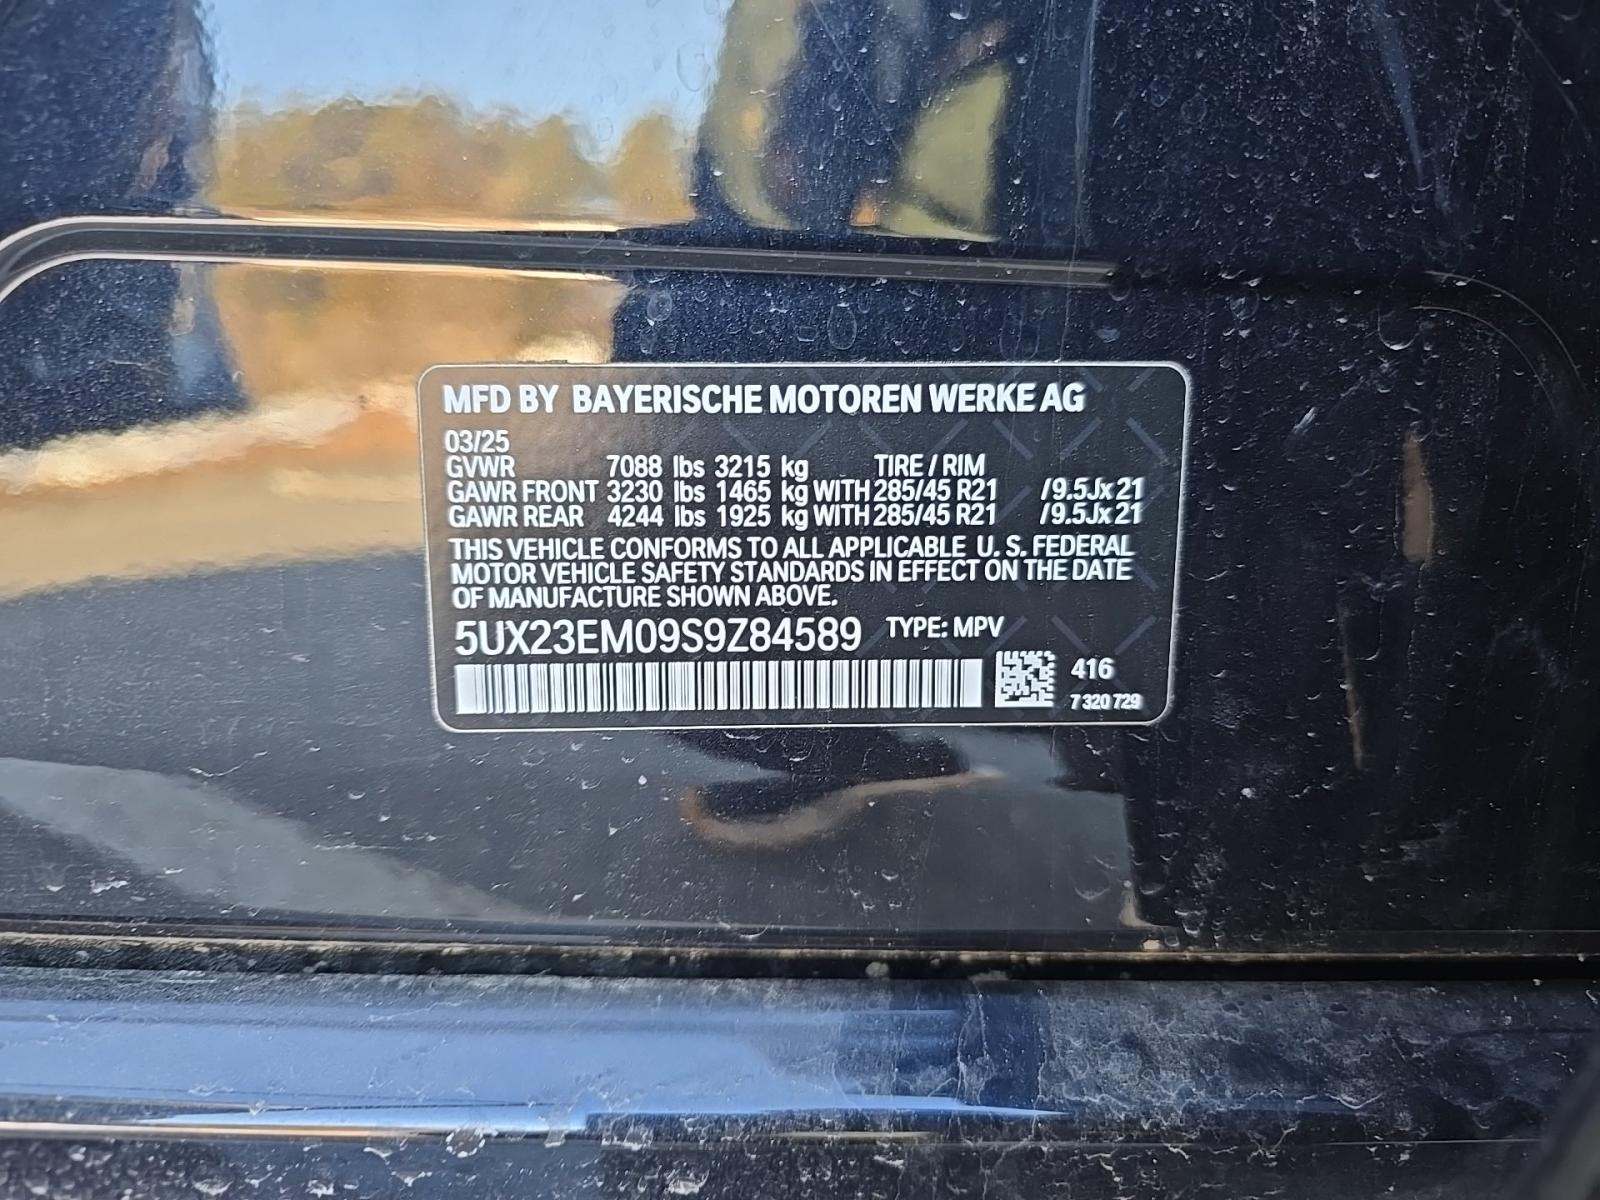 MFD BY BAYERISCHE MOTOREN WERKE AG
03/25
GVWR 7088 lbs 3215 kg TIRE / RIM
GAWR FRONT 3230 lbs 1465 kg WITH 285/45 R21 /9.5Jx21
GAWR REAR 4244 lbs 1925 kg WITH 285/45 R21 /9.5Jx21
THIS VEHICLE CONFORMS TO ALL APPLICABLE U. S. FEDERAL
MOTOR VEHICLE SAFETY STANDARDS IN EFFECT ON THE DATE
OF MANUFACTURE SHOWN ABOVE.
5UX23EM09S9Z84589 TYPE: MPV
416
7 320 729